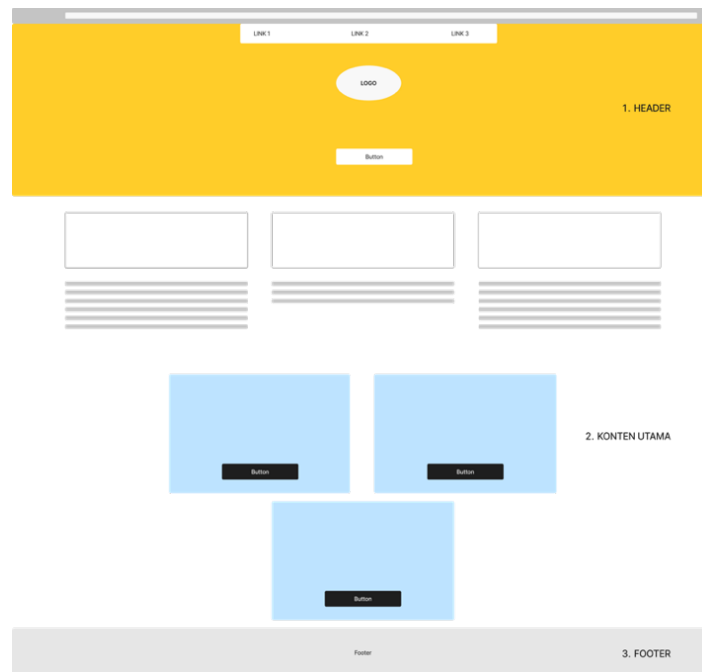 LINK 1 LINK 2 LINK 3
LOGO
1. HEADER
Button
2. KONTEN UTAMA
Button Button
Button
Footer
3. FOOTER